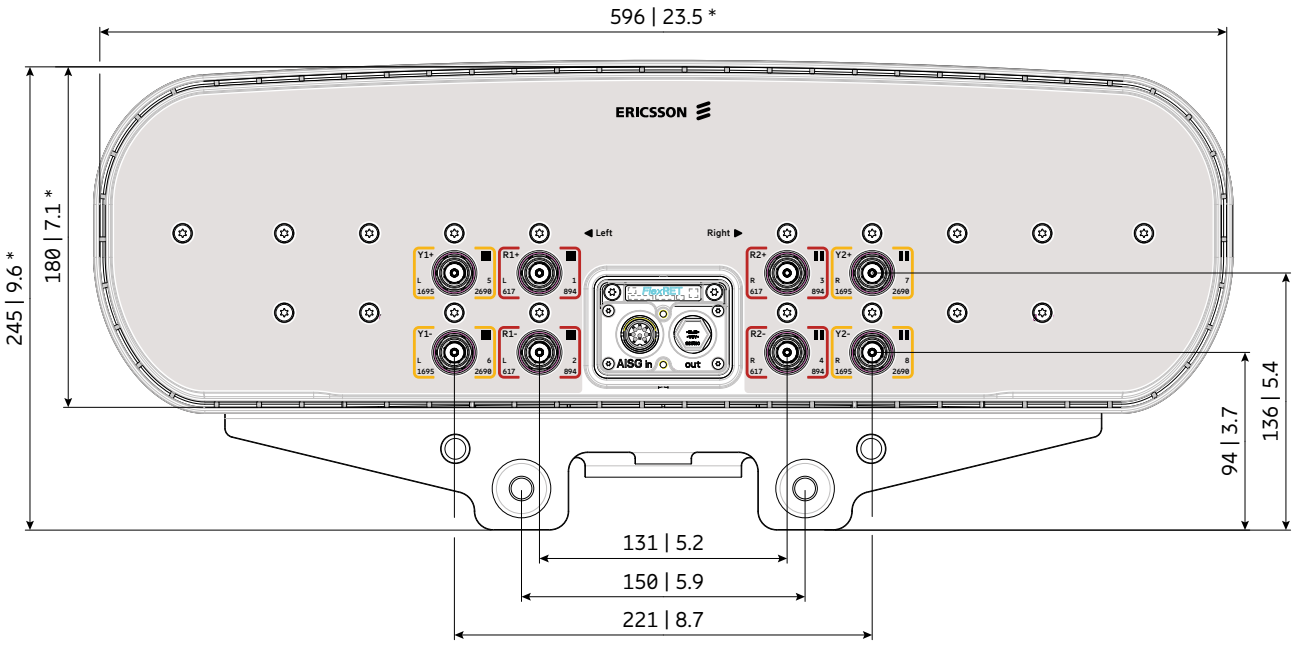 596 | 23.5 *
ERICSSON
245 | 9.6 *
180 | 7.1 *
Left
Right
Y1+
L 5
1695 2690
R1+
L 1
617 894
R2+
R 3
617 894
Y2+
R 7
1695 2690
FlexRET
Y1-
L 6
1695 2690
R1-
L 2
617 894
AISG in
out
R2-
R 4
617 894
Y2-
R 8
1695 2690
94 | 3.7
136 | 5.4
131 | 5.2
150 | 5.9
221 | 8.7